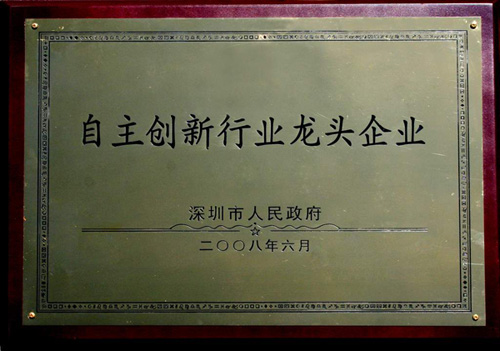 自主创新行业龙头企业
深圳市人民政府
二〇〇八年六月